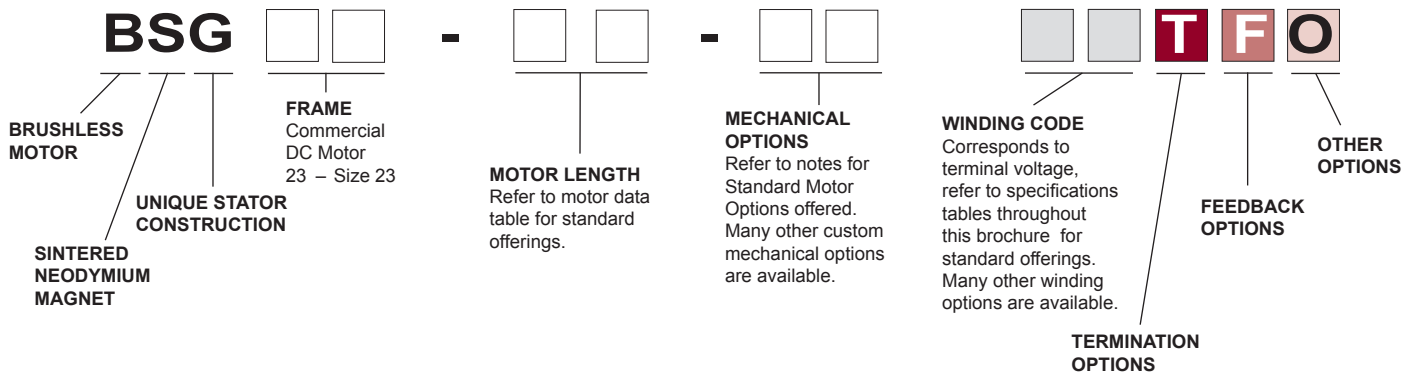 BSG - - T F O
BRUSHLESS
MOTOR
SINTERED
NEODYMIUM
MAGNET
UNIQUE STATOR
CONSTRUCTION
FRAME
Commercial
DC Motor
23 – Size 23
MOTOR LENGTH
Refer to motor data
table for standard
offerings.
MECHANICAL
OPTIONS
Refer to notes for
Standard Motor
Options offered.
Many other custom
mechanical options
are available.
WINDING CODE
Corresponds to
terminal voltage,
refer to specifications
tables throughout
this brochure for
standard offerings.
Many other winding
options are available.
TERMINATION
OPTIONS
FEEDBACK
OPTIONS
OTHER
OPTIONS